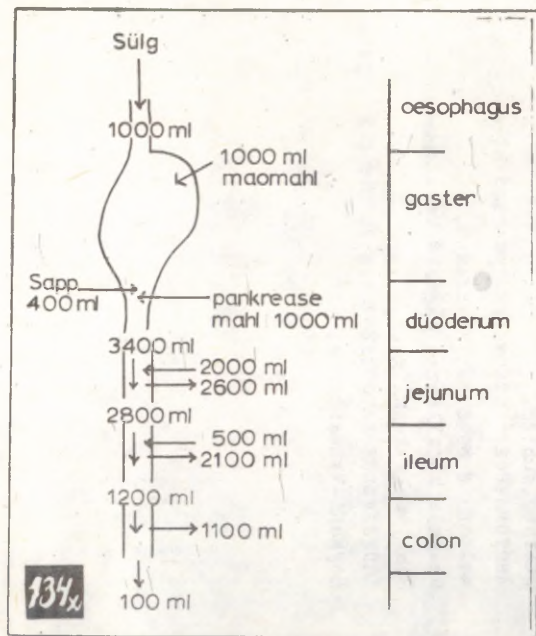 Sülg
1000 ml
1000 ml
maomahl
Sapp
400 ml
pankrease
mahl 1000 ml
3400 ml
2000 ml
2600 ml
2800 ml
500 ml
2100 ml
1200 ml
1100 ml
100 ml
134x
oesophagus
gaster
duodenum
jejunum
ileum
colon